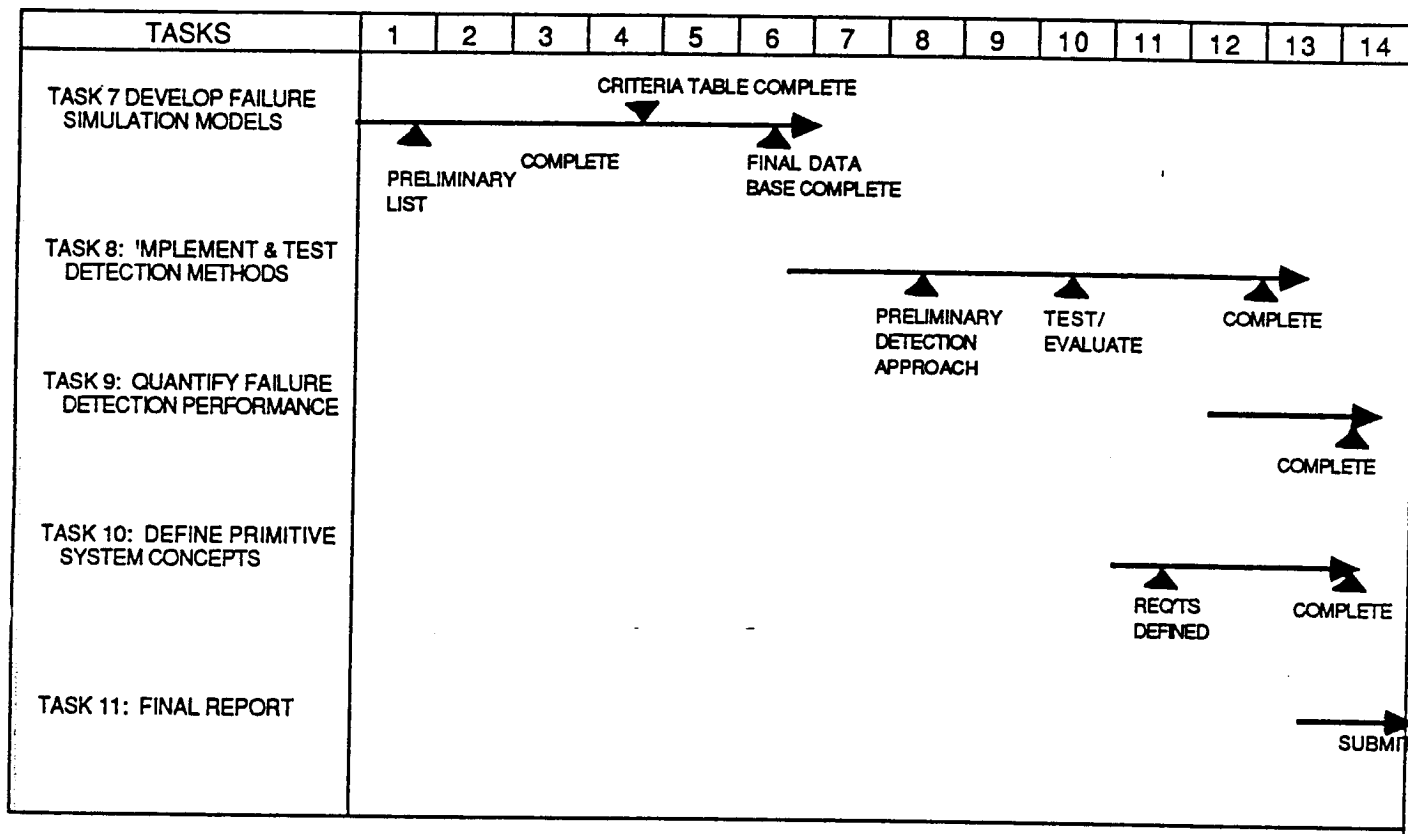 TASKS 1 2 3 4 5 6 7 8 9 10 11 12 13 14
CRITERIA TABLE COMPLETE
TASK 7 DEVELOP FAILURE
SIMULATION MODELS
COMPLETE
PRELIMINARY
LIST
FINAL DATA
BASE COMPLETE
TASK 8: 'MPLEMENT & TEST
DETECTION METHODS
PRELIMINARY
DETECTION
APPROACH
TEST/
EVALUATE
COMPLETE
TASK 9: QUANTIFY FAILURE
DETECTION PERFORMANCE
COMPLETE
TASK 10: DEFINE PRIMITIVE
SYSTEM CONCEPTS
REQ'TS
DEFINED
COMPLETE
TASK 11: FINAL REPORT
SUBMIT